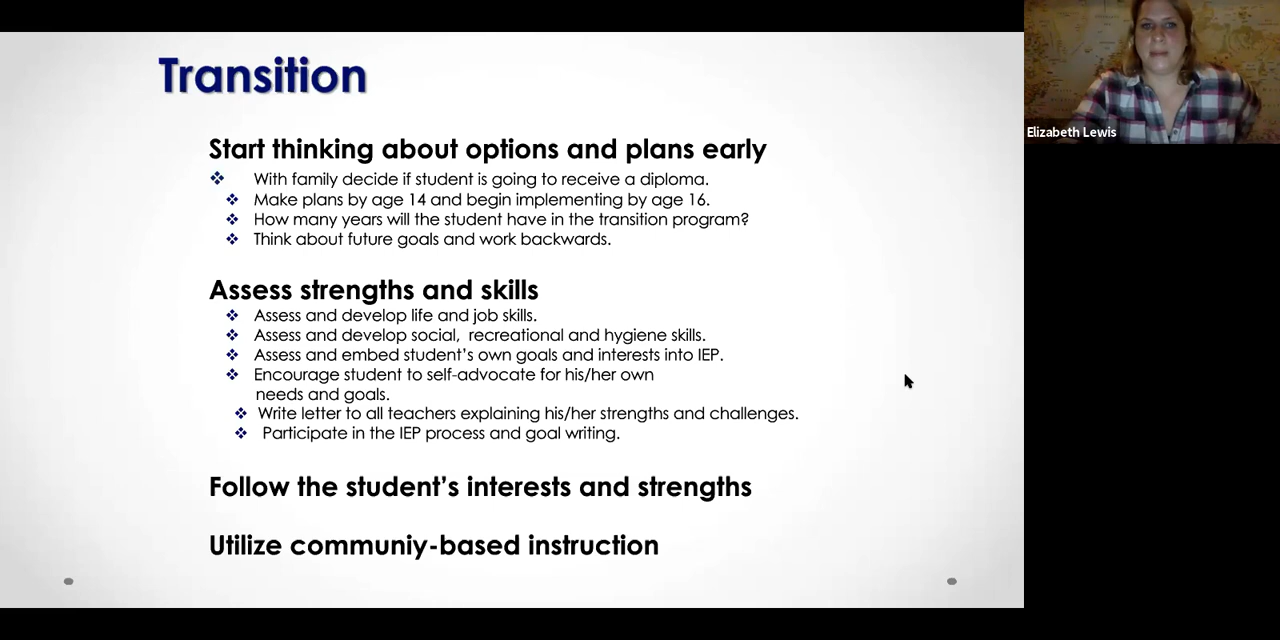 Transition
Start thinking about options and plans early
❖ With family decide if student is going to receive a diploma.
❖ Make plans by age 14 and begin implementing by age 16.
❖ How many years will the student have in the transition program?
❖ Think about future goals and work backwards.
Assess strengths and skills
❖ Assess and develop life and job skills.
❖ Assess and develop social, recreational and hygiene skills.
❖ Assess and embed student’s own goals and interests into IEP.
❖ Encourage student to self-advocate for his/her own
needs and goals.
❖ Write letter to all teachers explaining his/her strengths and challenges.
❖ Participate in the IEP process and goal writing.
Follow the student’s interests and strengths
Utilize communiy-based instruction
Elizabeth Lewis